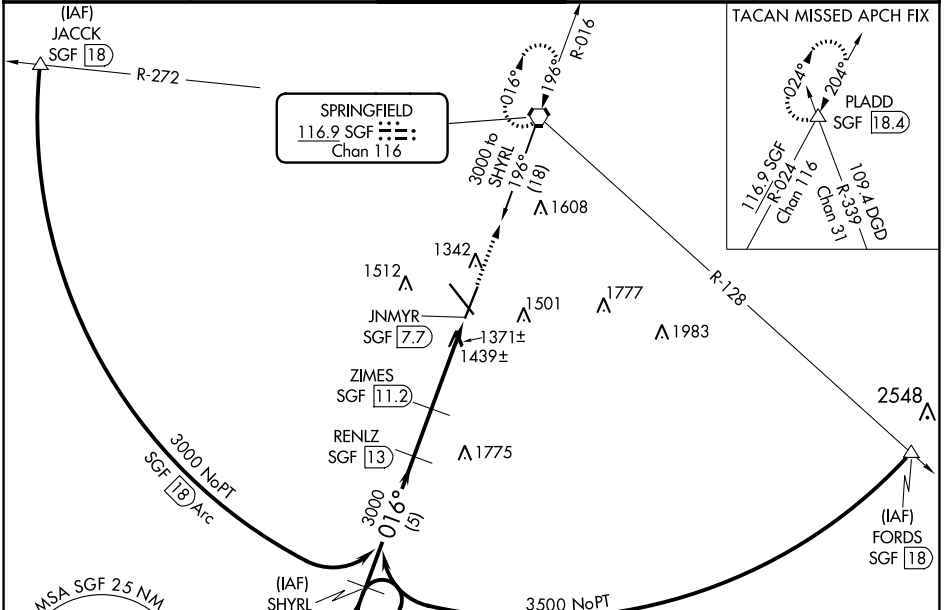 (IAF)
JACCK
SGF 18
R-272
SPRINGFIELD
116.9 SGF
Chan 116
R-016
016°
196°
3000 to
SHYRL
196°
(18)
TACAN MISSED APCH FIX
024°
204°
PLADD
SGF 18.4
116.9 SGF
R-024
Chan 116
109.4 DGD
R-339
Chan 31
1608
1342
1512
R-128
JNMYR
SGF 7.7
1501
1777
1983
1371±
1439±
ZIMES
SGF 11.2
2548
RENLZ
SGF 13
1775
3000 NoPT
SGF 18 Arc
3000
016°
(5)
(IAF)
FORDS
SGF 18
(IAF)
SHYRL
3500 NoPT
MSA SGF 25 NM